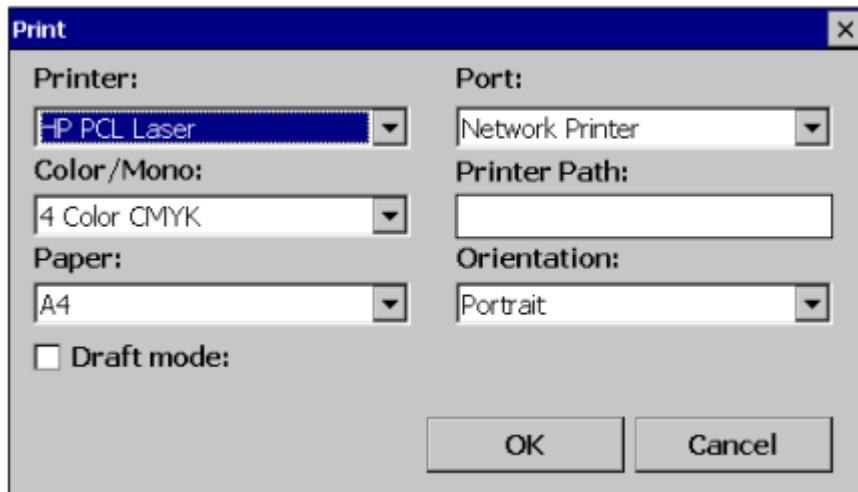 Print
Printer:
Port:
HP PCL Laser
Network Printer
Color/Mono:
Printer Path:
4 Color CMYK
Paper:
Orientation:
A4
Portrait
Draft mode:
OK
Cancel